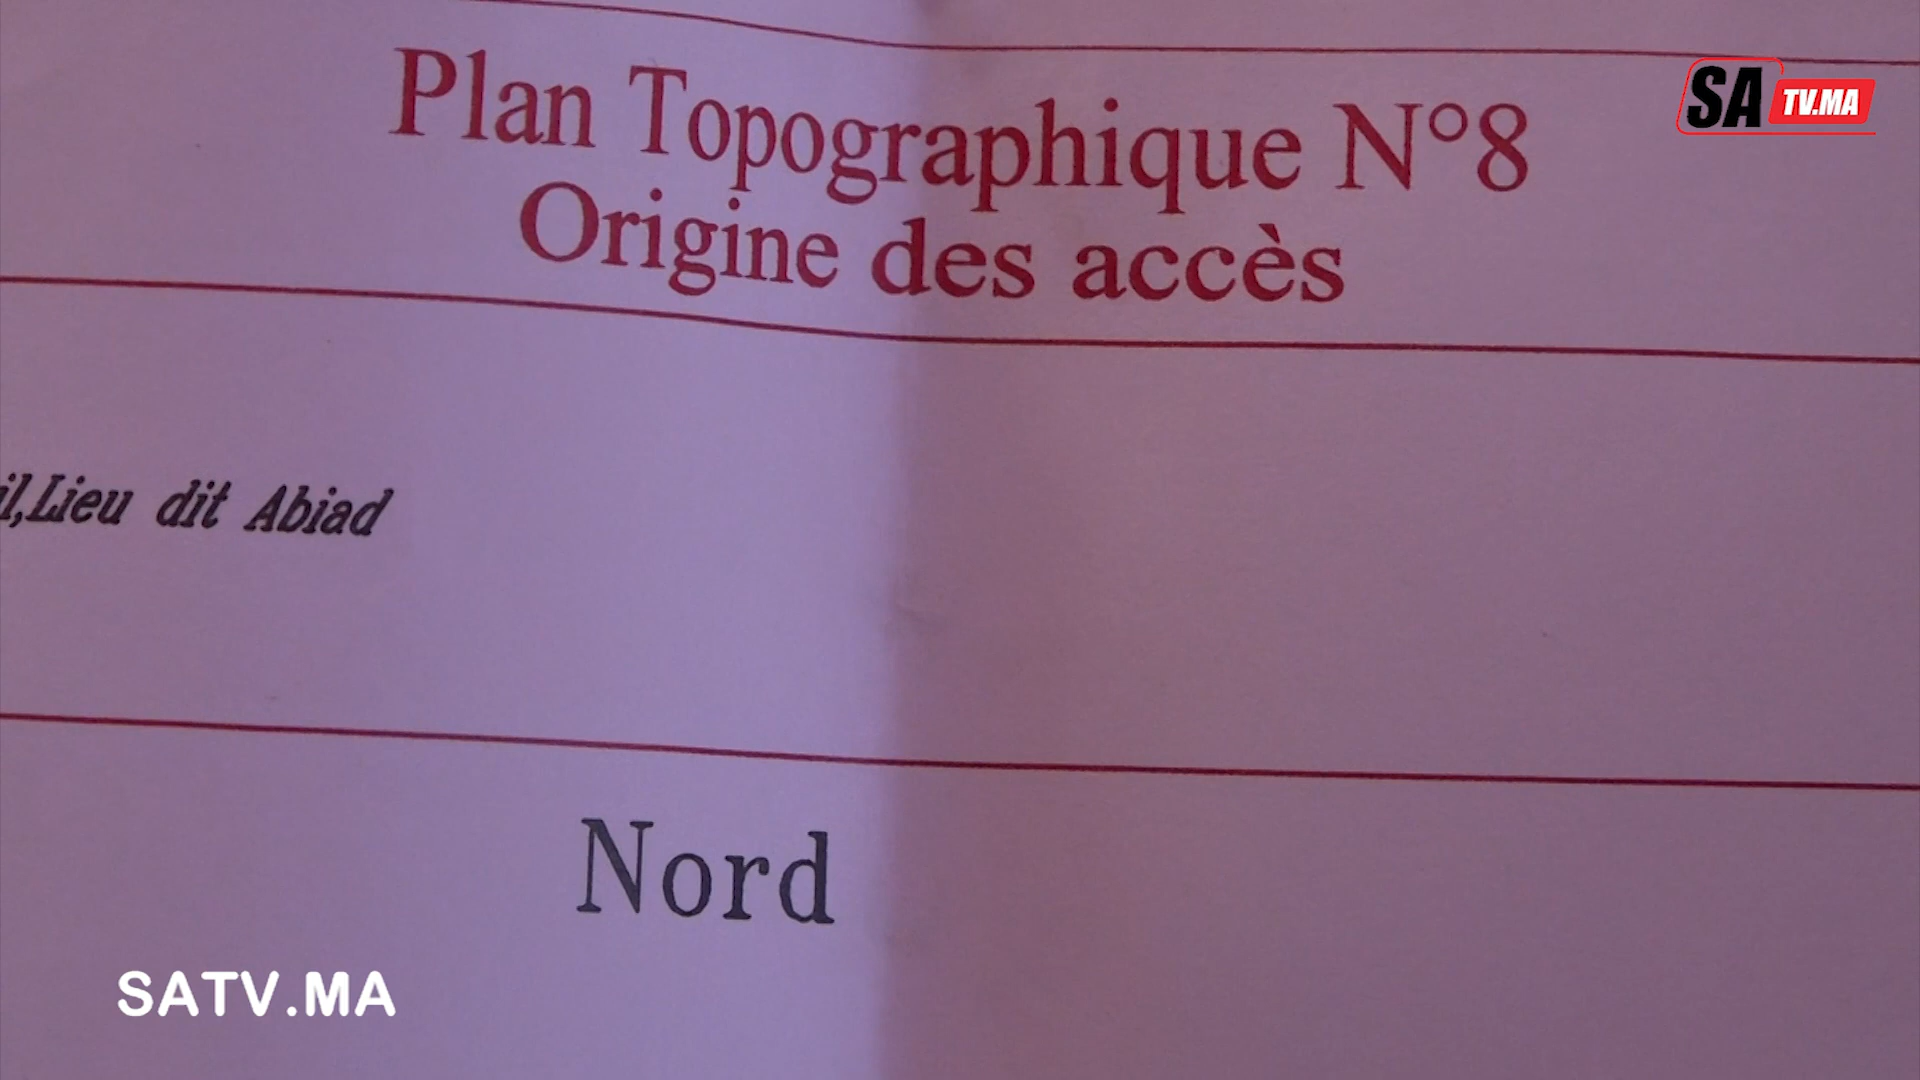 Plan Topographique N°8
SA TV.MA
Origine des accès
il,Lieu dit Abiad
Nord
SATV.MA